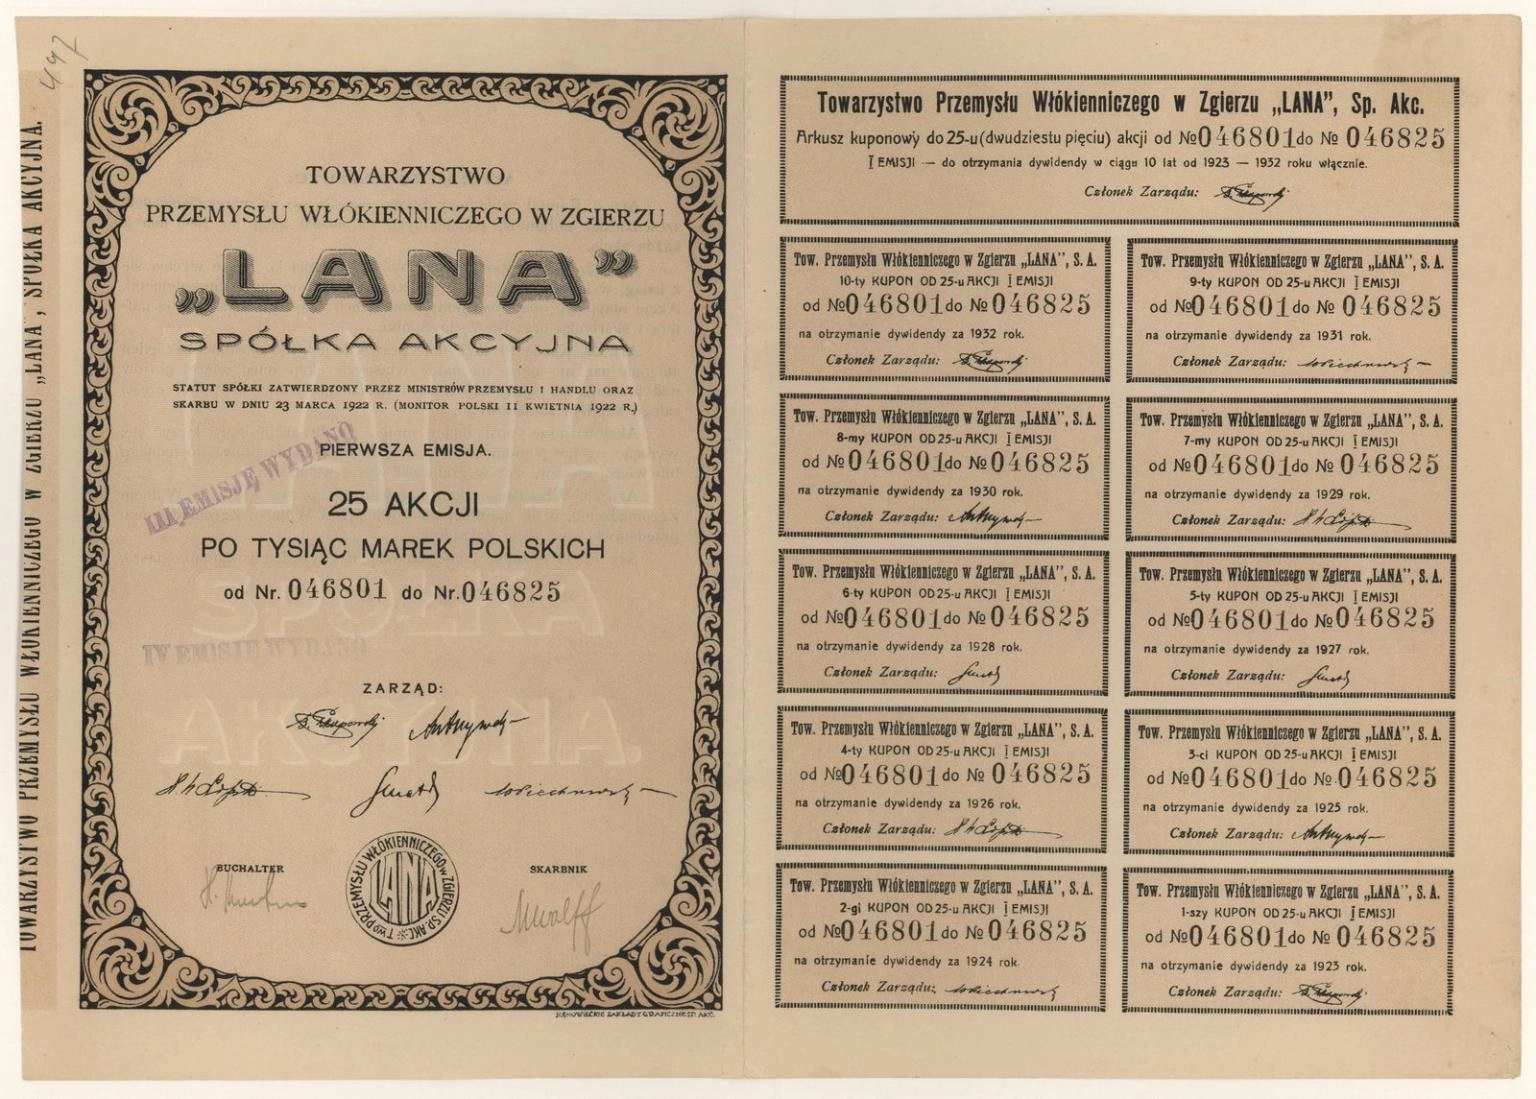 497
TOWARZYSTWO PRZEMYSŁU WŁÓKIENNICZEGO W ZGIERZU „LANA", SPÓŁKA AKCYJNA.
TOWARZYSTWO
PRZEMYSŁU WŁÓKIENNICZEGO W ZGIERZU
„LANA”
SPÓŁKA AKCYJNA
STATUT SPÓŁKI ZATWIERDZONY PRZEZ MINISTRÓW PRZEMYSŁU I HANDLU ORAZ
SKARBU W DNIU 23 MARCA 1922 R. (MONITOR POLSKI 11 KWIETNIA 1922 R.)
PIERWSZA EMISJA.
III EMISJĘ WYDANO
25 AKCJI
PO TYSIĄC MAREK POLSKICH
od Nr. 046801 do Nr. 046825
IV EMISJĘ WYDANO
ZARZĄD:
BUCHALTER
SKARBNIK
TWO PRZEMYSŁU WŁÓKIENNICZEGO W ZGIERZU SP. AKC.
LANA
Towarzystwo Przemysłu Włókienniczego w Zgierzu „LANA”, Sp. Akc.
Arkusz kuponowy do 25-u (dwudziestu pięciu) akcji od № 046801 do № 046825
I EMISJI — do otrzymania dywidendy w ciągu 10 lat od 1923 — 1932 roku włącznie.
Członek Zarządu:
Tow. Przemysłu Włókienniczego w Zgierzu „LANA”, S. A.
10-ty KUPON OD 25-u AKCJI I EMISJI
od № 046801 do № 046825
na otrzymanie dywidendy za 1932 rok.
Członek Zarządu:
Tow. Przemysłu Włókienniczego w Zgierzu „LANA”, S. A.
9-ty KUPON OD 25-u AKCJI I EMISJI
od № 046801 do № 046825
na otrzymanie dywidendy za 1931 rok.
Członek Zarządu:
Tow. Przemysłu Włókienniczego w Zgierzu „LANA”, S. A.
8-my KUPON OD 25-u AKCJI I EMISJI
od № 046801 do № 046825
na otrzymanie dywidendy za 1930 rok.
Członek Zarządu:
Tow. Przemysłu Włókienniczego w Zgierzu „LANA”, S. A.
7-my KUPON OD 25-u AKCJI I EMISJI
od № 046801 do № 046825
na otrzymanie dywidendy za 1929 rok.
Członek Zarządu:
Tow. Przemysłu Włókienniczego w Zgierzu „LANA”, S. A.
6-ty KUPON OD 25-u AKCJI I EMISJI
od № 046801 do № 046825
na otrzymanie dywidendy za 1928 rok.
Członek Zarządu:
Tow. Przemysłu Włókienniczego w Zgierzu „LANA”, S. A.
5-ty KUPON OD 25-u AKCJI I EMISJI
od № 046801 do № 046825
na otrzymanie dywidendy za 1927 rok.
Członek Zarządu:
Tow. Przemysłu Włókienniczego w Zgierzu „LANA”, S. A.
4-ty KUPON OD 25-u AKCJI I EMISJI
od № 046801 do № 046825
na otrzymanie dywidendy za 1926 rok.
Członek Zarządu:
Tow. Przemysłu Włókienniczego w Zgierzu „LANA”, S. A.
3-ci KUPON OD 25-u AKCJI I EMISJI
od № 046801 do № 046825
na otrzymanie dywidendy za 1925 rok.
Członek Zarządu:
Tow. Przemysłu Włókienniczego w Zgierzu „LANA”, S. A.
2-gi KUPON OD 25-u AKCJI I EMISJI
od № 046801 do № 046825
na otrzymanie dywidendy za 1924 rok.
Członek Zarządu:
Tow. Przemysłu Włókienniczego w Zgierzu „LANA”, S. A.
1-szy KUPON OD 25-u AKCJI I EMISJI
od № 046801 do № 046825
na otrzymanie dywidendy za 1923 rok.
Członek Zarządu: